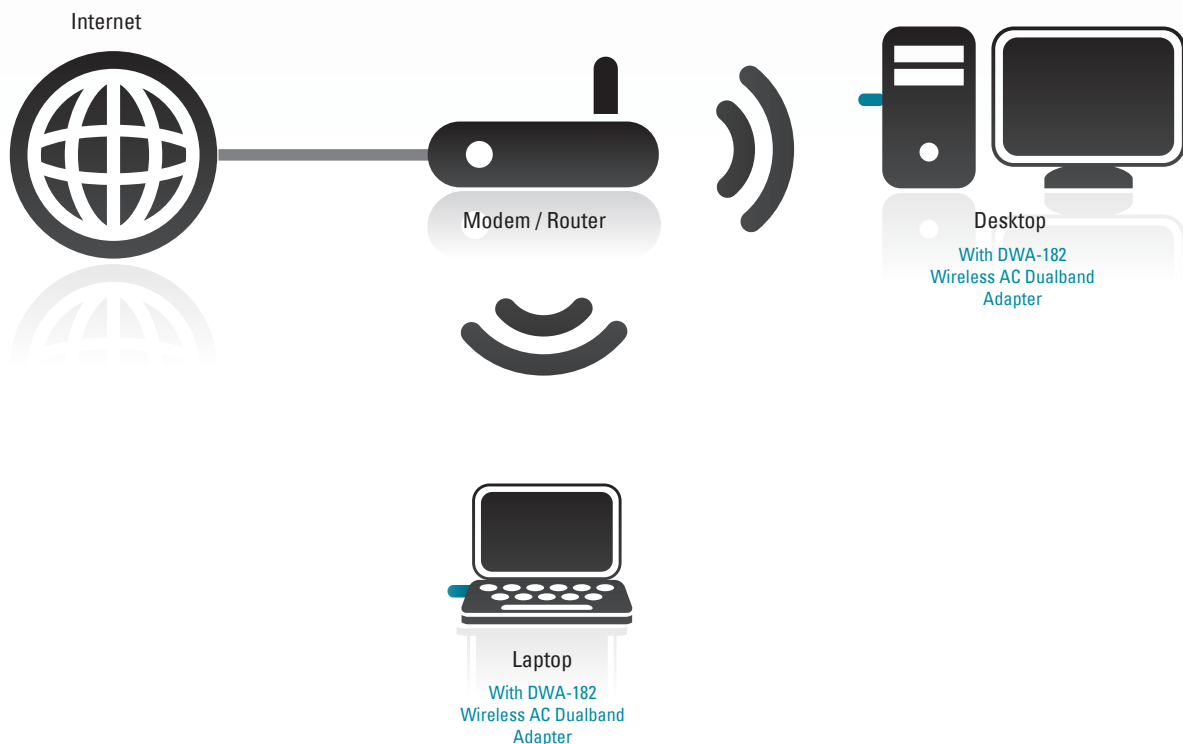 Internet
Modem / Router
Desktop
With DWA-182
Wireless AC Dualband
Adapter
Laptop
With DWA-182
Wireless AC Dualband
Adapter